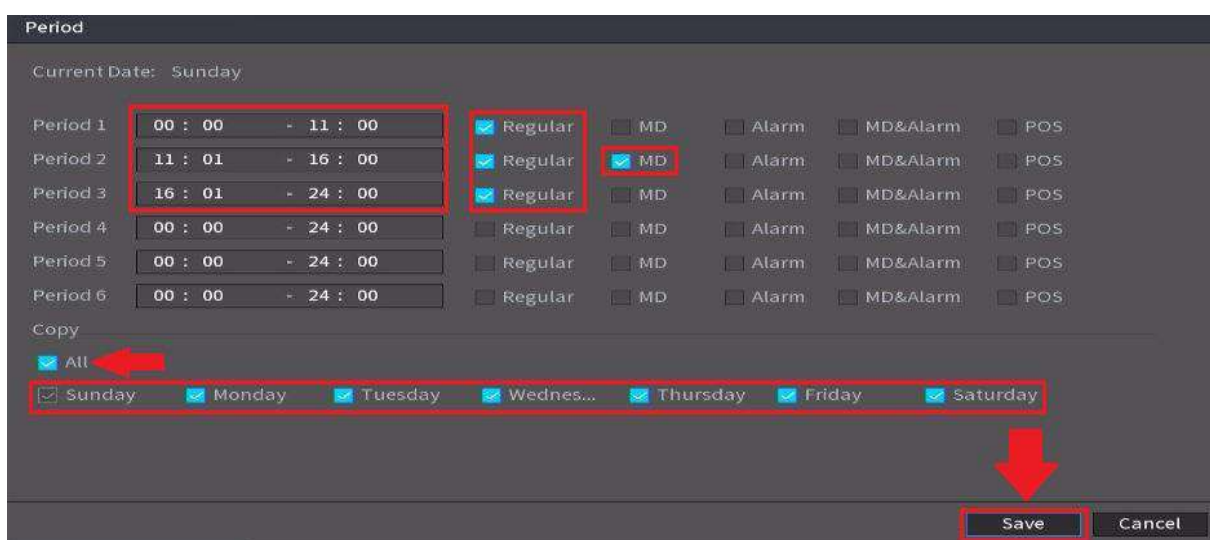 Period
Current Date: Sunday
Period 1 00 : 00 - 11 : 00 Regular MD Alarm MD&Alarm POS
Period 2 11 : 01 - 16 : 00 Regular MD Alarm MD&Alarm POS
Period 3 16 : 01 - 24 : 00 Regular MD Alarm MD&Alarm POS
Period 4 00 : 00 - 24 : 00 Regular MD Alarm MD&Alarm POS
Period 5 00 : 00 - 24 : 00 Regular MD Alarm MD&Alarm POS
Period 6 00 : 00 - 24 : 00 Regular MD Alarm MD&Alarm POS
Copy
All
Sunday Monday Tuesday Wednes... Thursday Friday Saturday
Save Cancel